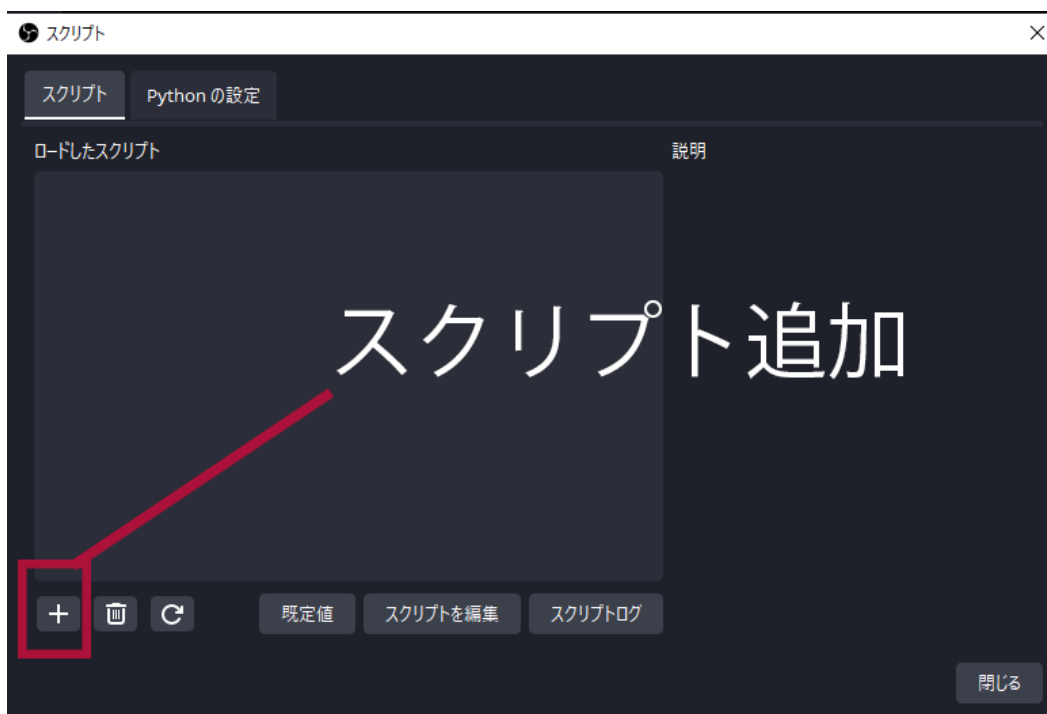 スクリプト
スクリプト Python の設定
ロードしたスクリプト 説明
スクリプト追加
既定値 スクリプトを編集 スクリプトログ
閉じる